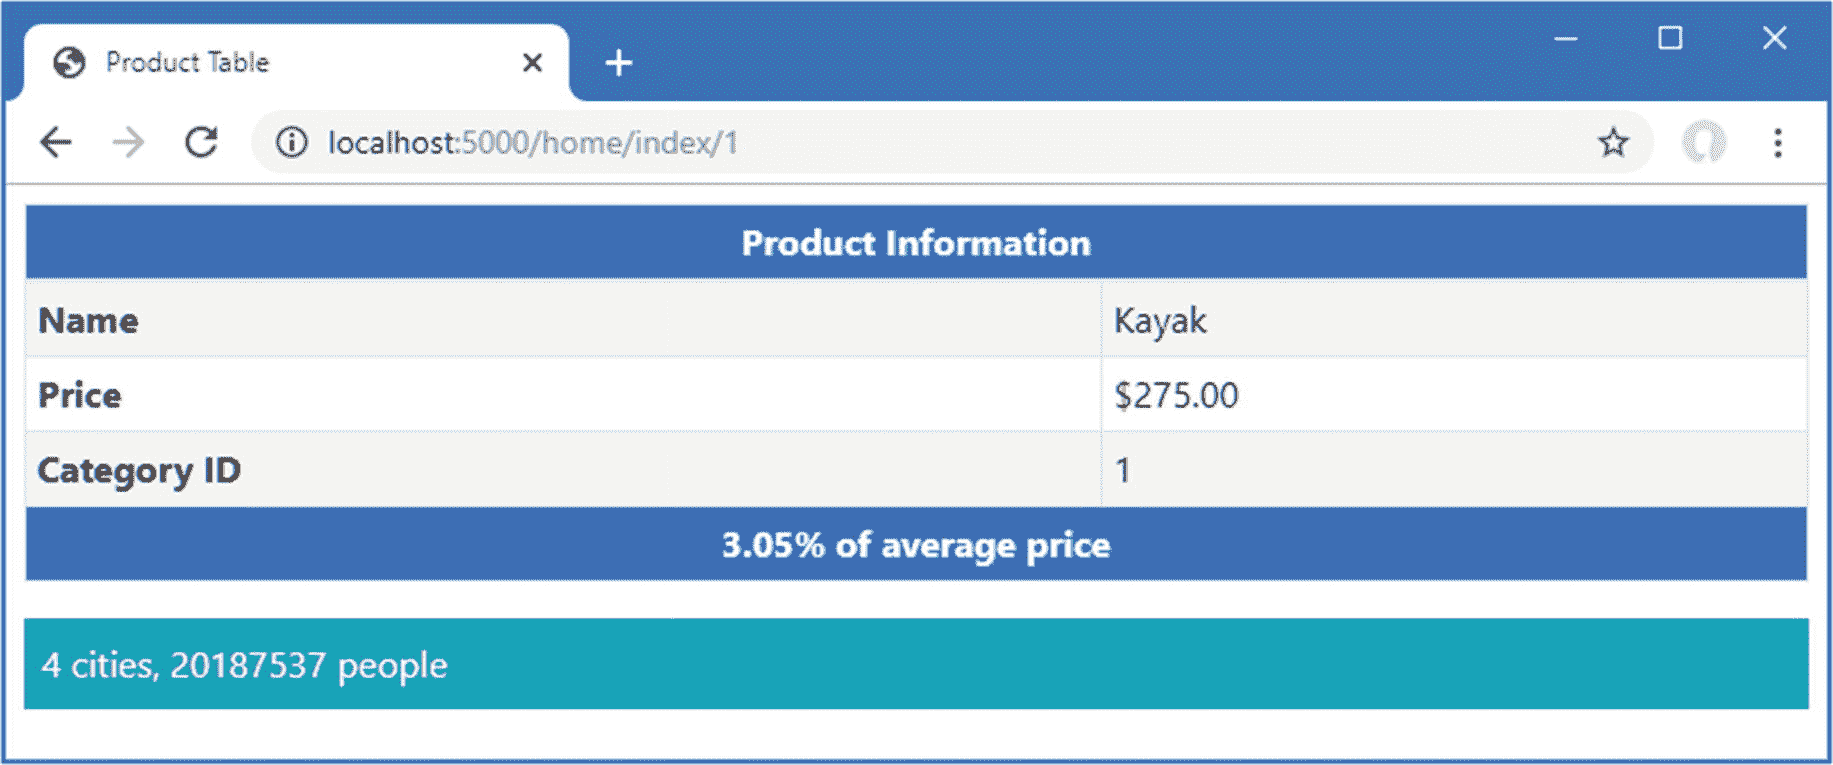 Product Table
localhost:5000/home/index/1
Product Information
Name Kayak
Price $275.00
Category ID 1
3.05% of average price
4 cities, 20187537 people